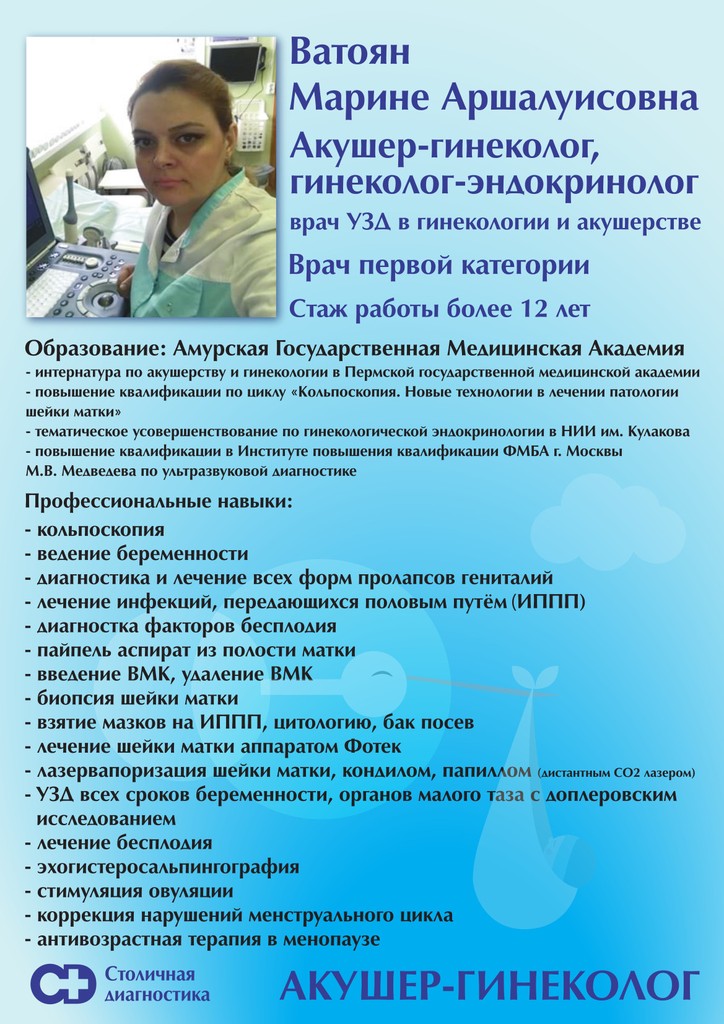 Ватоян
Марине Аршалуисовна
Акушер-гинеколог,
гинеколог-эндокринолог
врач УЗД в гинекологии и акушерстве
Врач первой категории
Стаж работы более 12 лет
Образование: Амурская Государственная Медицинская Академия
- интернатура по акушерству и гинекологии в Пермской государственной медицинской академии
- повышение квалификации по циклу «Кольпоскопия. Новые технологии в лечении патологии
шейки матки»
- тематическое усовершенствование по гинекологической эндокринологии в НИИ им. Кулакова
- повышение квалификации в Институте повышения квалификации ФМБА г. Москвы
М.В. Медведева по ультразвуковой диагностике
Профессиональные навыки:
- кольпоскопия
- ведение беременности
- диагностика и лечение всех форм пролапсов гениталий
- лечение инфекций, передающихся половым путём (ИППП)
- диагностка факторов бесплодия
- пайпель аспират из полости матки
- введение ВМК, удаление ВМК
- биопсия шейки матки
- взятие мазков на ИППП, цитологию, бак посев
- лечение шейки матки аппаратом Фотек
- лазервапоризация шейки матки, кондилом, папиллом (дистантным СО2 лазером)
- УЗД всех сроков беременности, органов малого таза с доплеровским
исследованием
- лечение бесплодия
- эхогистеросальпингография
- стимуляция овуляции
- коррекция нарушений менструального цикла
- антивозрастная терапия в менопаузе
Столичная
диагностика
АКУШЕР-ГИНЕКОЛОГ